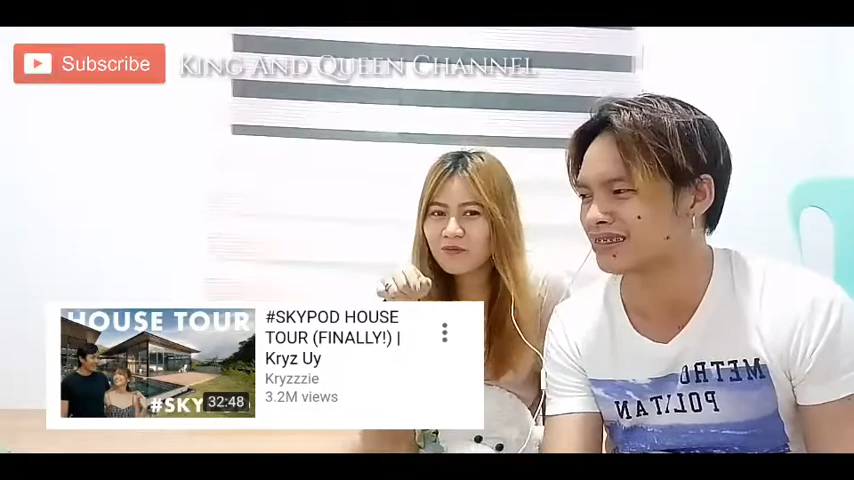 Subscribe
King and Queen Channel
HOUSE TOUR
#SKY
32:48
#SKYPOD HOUSE
TOUR (FINALLY!) |
Kryz Uy
Kryzzzie
3.2M views
METRO
POLITAN
MINIPOP